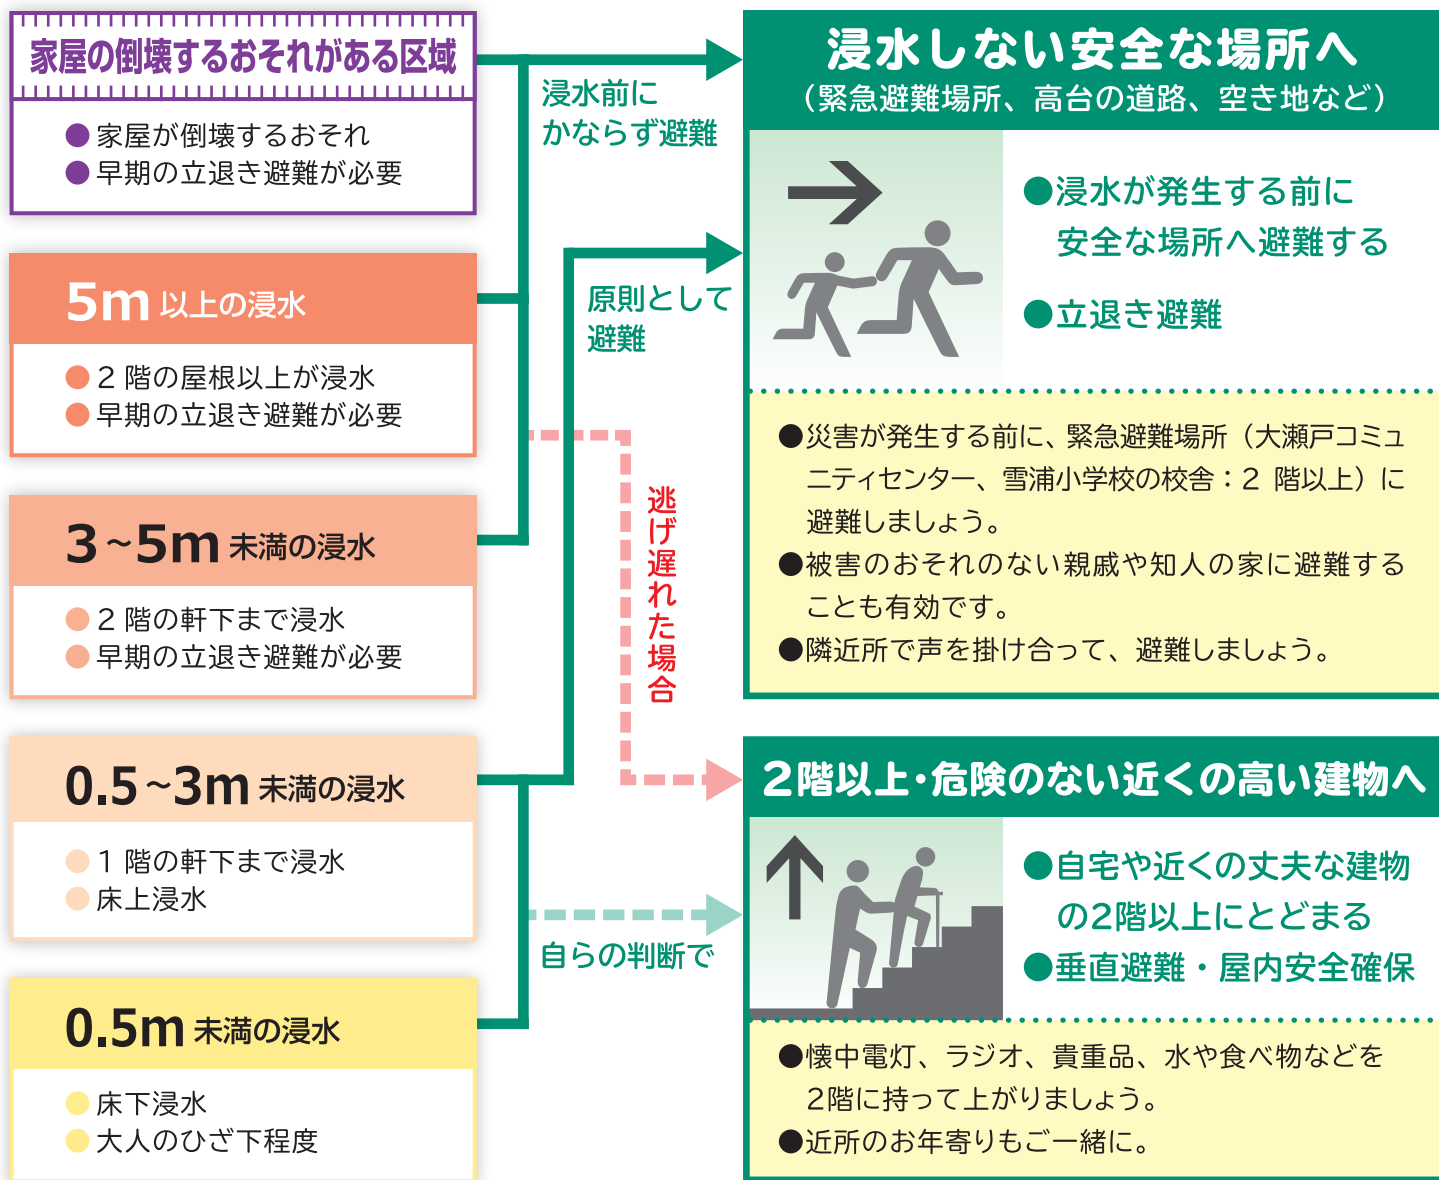 家屋の倒壊するおそれがある区域
●家屋が倒壊するおそれ
●早期の立退き避難が必要
5m 以上の浸水
●2 階の屋根以上が浸水
●早期の立退き避難が必要
3～5m 未満の浸水
●2 階の軒下まで浸水
●早期の立退き避難が必要
0.5～3m 未満の浸水
●1 階の軒下まで浸水
●床上浸水
0.5m 未満の浸水
●床下浸水
●大人のひざ下程度
浸水前に
かならず避難
原則として
避難
逃げ遅れた場合
自らの判断で
浸水しない安全な場所へ
（緊急避難場所、高台の道路、空き地など）
●浸水が発生する前に
安全な場所へ避難する
●立退き避難
●災害が発生する前に、緊急避難場所（大瀬戸コミュ
ニティセンター、雪浦小学校の校舎：2 階以上）に
避難しましょう。
●被害のおそれのない親戚や知人の家に避難する
ことも有効です。
●隣近所で声を掛け合って、避難しましょう。
2階以上・危険のない近くの高い建物へ
●自宅や近くの丈夫な建物
の2階以上にとどまる
●垂直避難・屋内安全確保
●懐中電灯、ラジオ、貴重品、水や食べ物などを
2階に持って上がりましょう。
●近所のお年寄りもご一緒に。